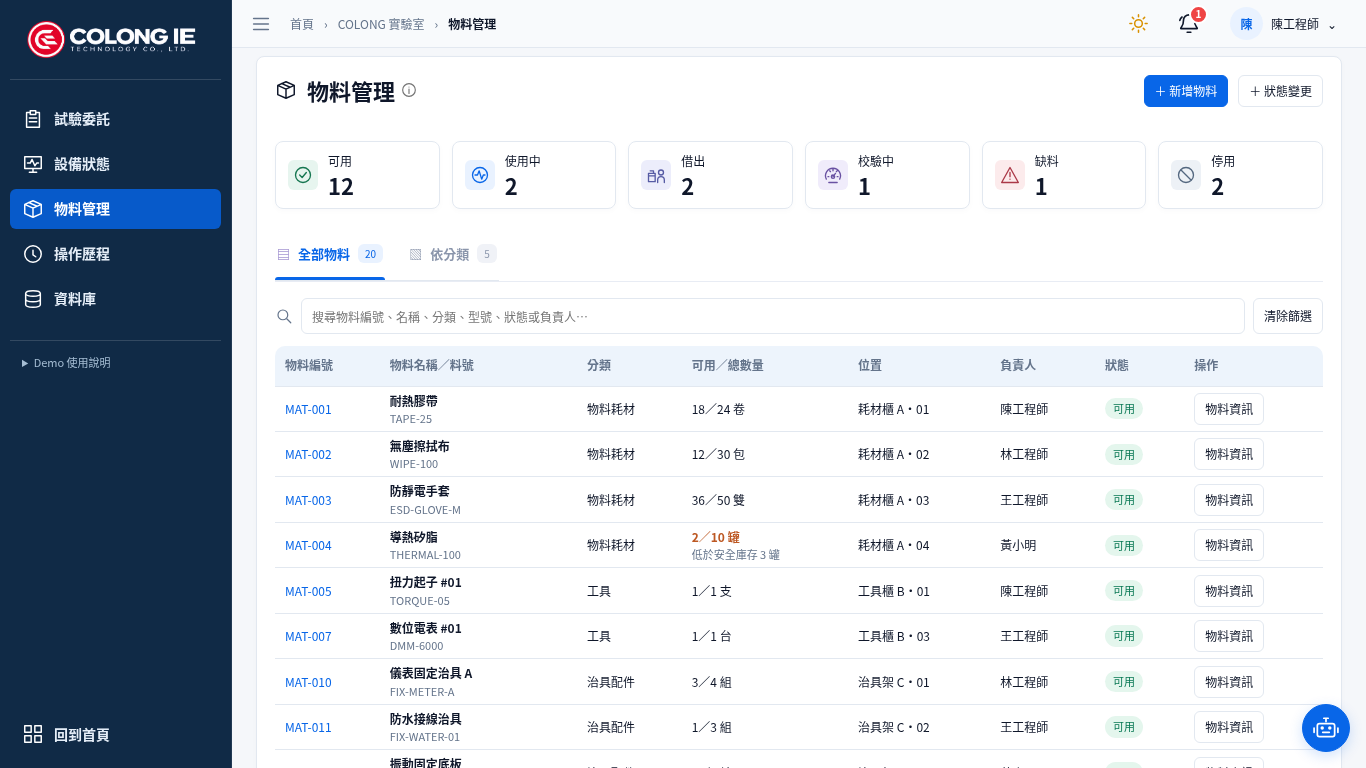 COLONG IE
TECHNOLOGY CO., LTD.
試驗委託
設備狀態
物料管理
操作歷程
資料庫
Demo 使用說明
回到首頁
首頁 › COLONG 實驗室 › 物料管理
1
陳 陳工程師
物料管理
+ 新增物料
+ 狀態變更
可用
12
使用中
2
借出
2
校驗中
1
缺料
1
停用
2
全部物料 20
依分類 5
搜尋物料編號、名稱、分類、型號、狀態或負責人⋯
清除篩選
物料編號 物料名稱／料號 分類 可用／總數量 位置 負責人 狀態 操作
MAT-001 耐熱膠帶 物料耗材 18／24 卷 耗材櫃 A・01 陳工程師 可用 物料資訊
TAPE-25
MAT-002 無塵擦拭布 物料耗材 12／30 包 耗材櫃 A・02 林工程師 可用 物料資訊
WIPE-100
MAT-003 防靜電手套 物料耗材 36／50 雙 耗材櫃 A・03 王工程師 可用 物料資訊
ESD-GLOVE-M
MAT-004 導熱矽脂 物料耗材 2／10 罐 耗材櫃 A・04 黃小明 可用 物料資訊
THERMAL-100 低於安全庫存 3 罐
MAT-005 扭力起子 #01 工具 1／1 支 工具櫃 B・01 陳工程師 可用 物料資訊
TORQUE-05
MAT-007 數位電表 #01 工具 1／1 台 工具櫃 B・03 王工程師 可用 物料資訊
DMM-6000
MAT-010 儀表固定治具 A 治具配件 3／4 組 治具架 C・01 林工程師 可用 物料資訊
FIX-METER-A
MAT-011 防水接線治具 治具配件 1／3 組 治具架 C・02 王工程師 可用 物料資訊
FIX-WATER-01
振動固定底板